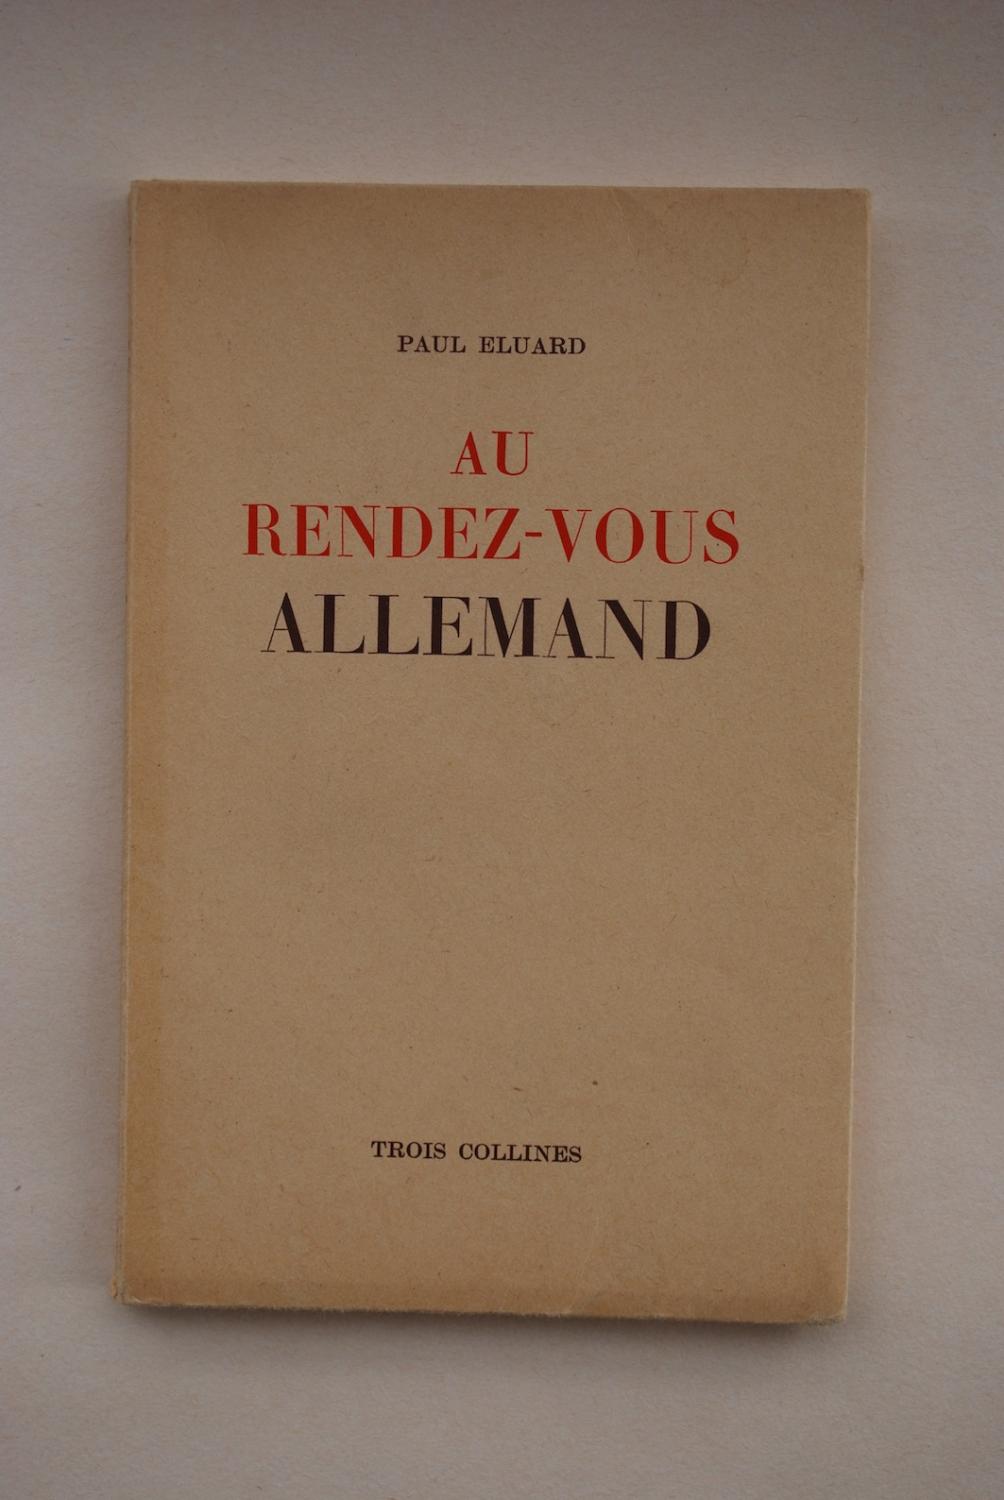 PAUL ELUARD
AU
RENDEZ-VOUS
ALLEMAND
TROIS COLLINES